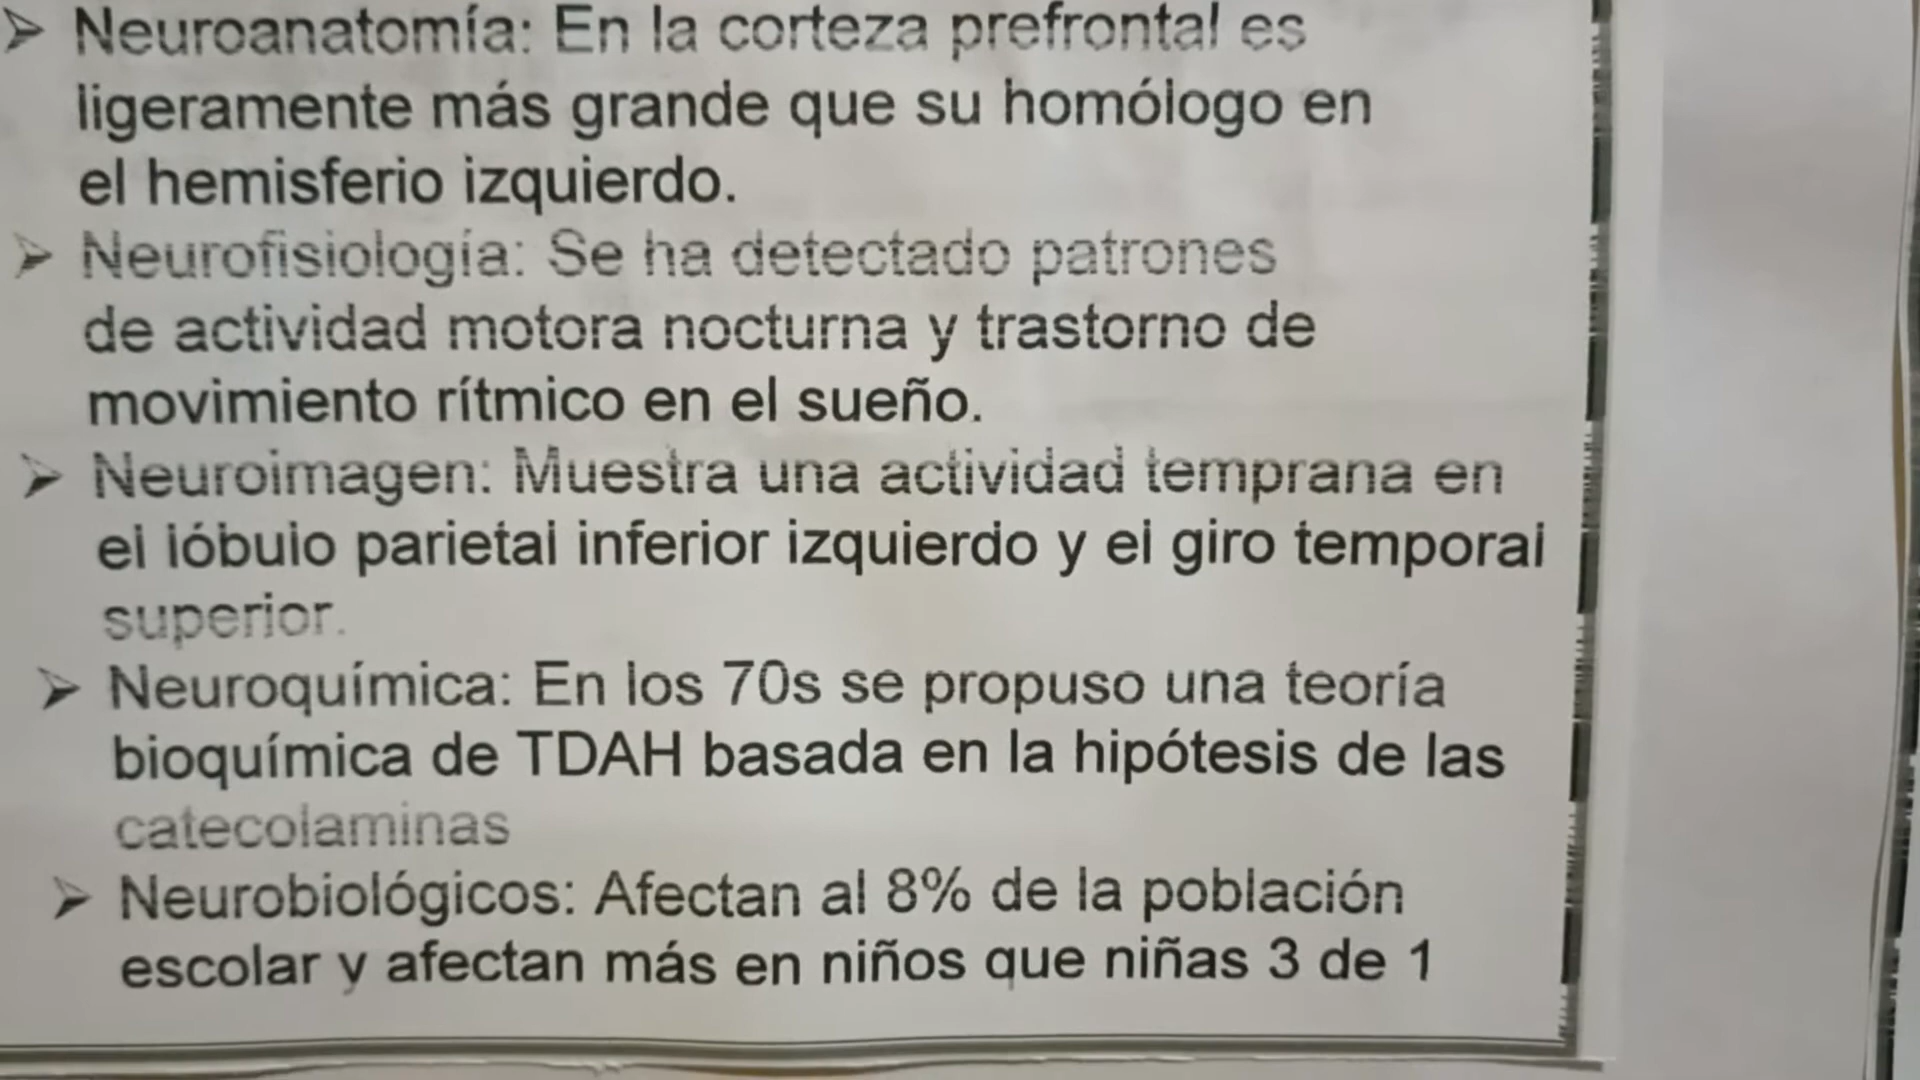 ➤ Neuroanatomía: En la corteza prefrontal es
ligeramente más grande que su homólogo en
el hemisferio izquierdo.
➤ Neurofisiología: Se ha detectado patrones
de actividad motora nocturna y trastorno de
movimiento rítmico en el sueño.
➤ Neuroimagen: Muestra una actividad temprana en
el lóbulo parietal inferior izquierdo y el giro temporal
superior.
➤ Neuroquímica: En los 70s se propuso una teoría
bioquímica de TDAH basada en la hipótesis de las
catecolaminas
➤ Neurobiológicos: Afectan al 8% de la población
escolar y afectan más en niños que niñas 3 de 1